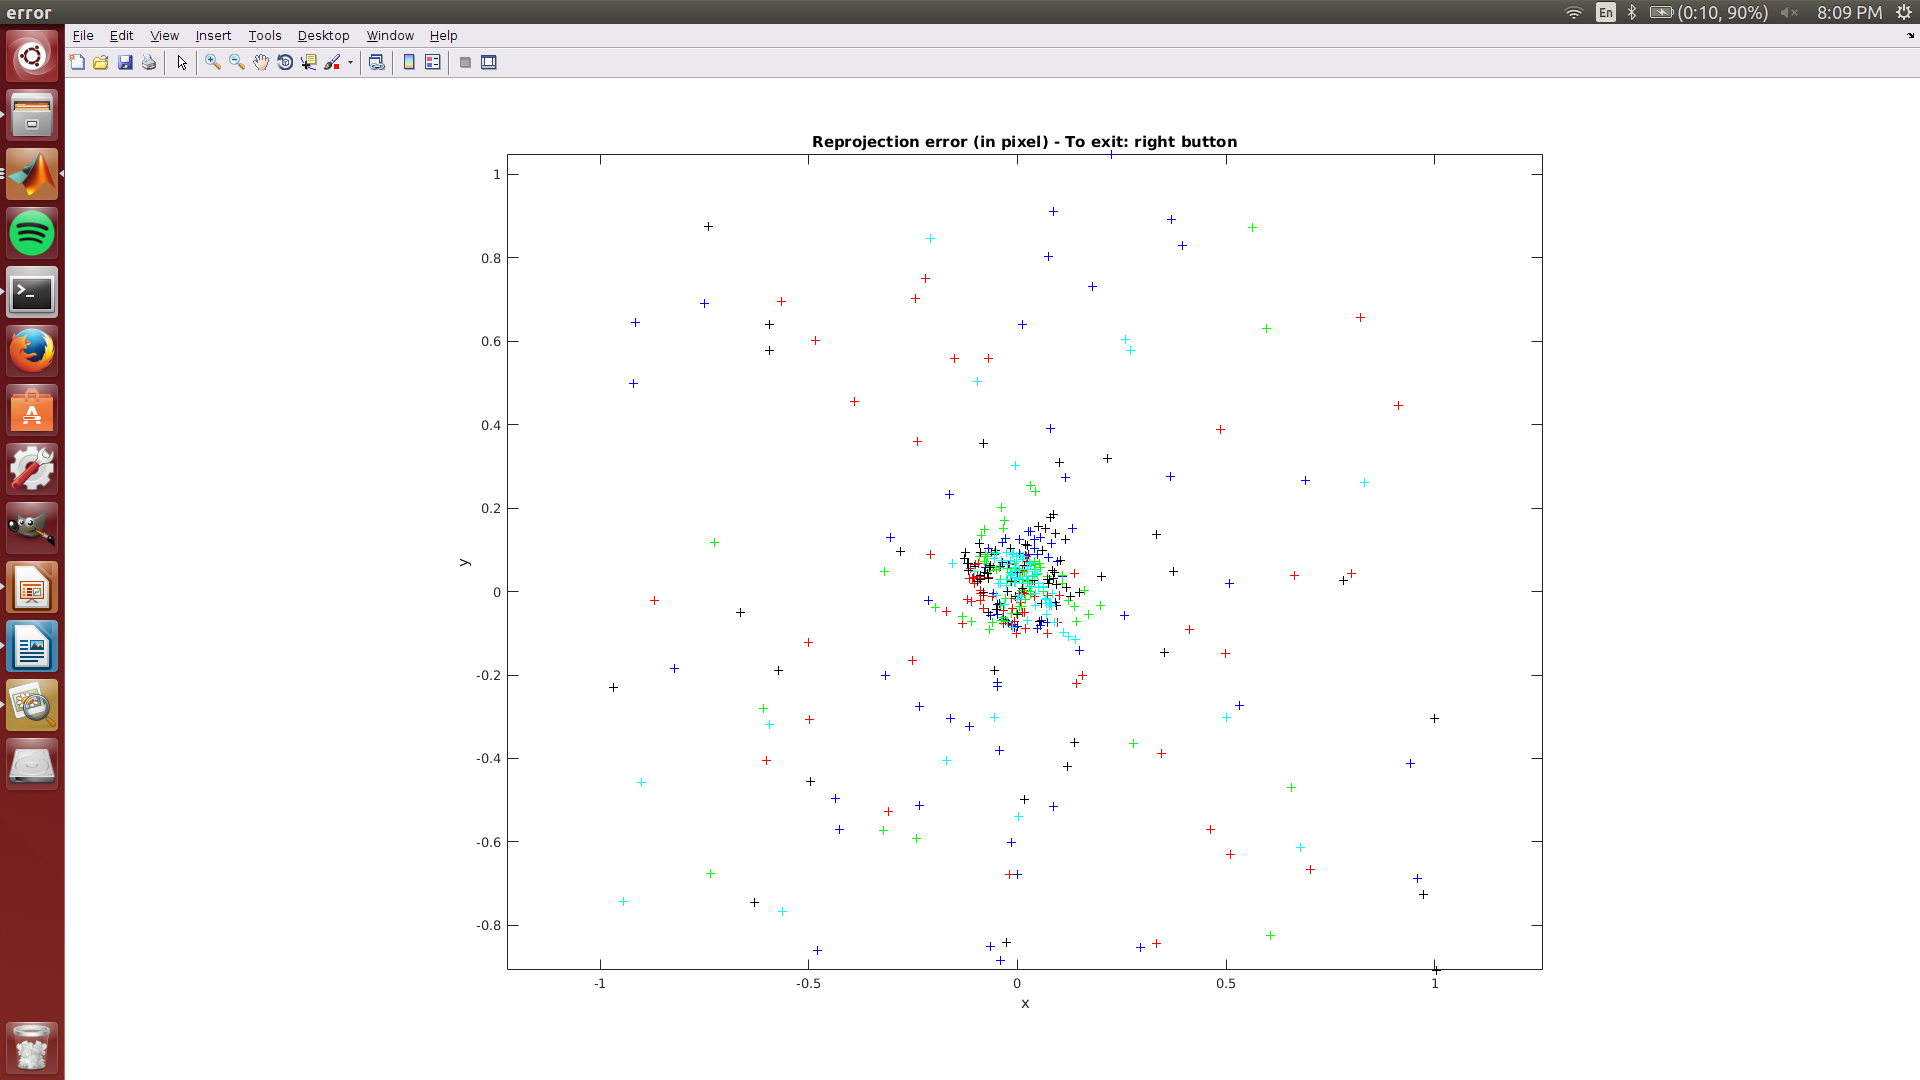 error
En
(0:10, 90%)
8:09 PM
File Edit View Insert Tools Desktop Window Help
Reprojection error (in pixel) - To exit: right button
1
0.8
0.6
0.4
0.2
0
-0.2
-0.4
-0.6
-0.8
y
-1 -0.5 0 0.5 1
x